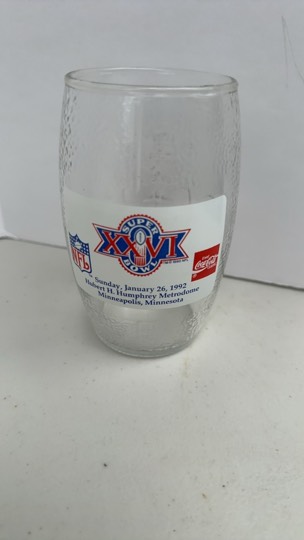 SUPER
XXVI
BOWL
NFL
Coca-Cola
Sunday, January 26, 1992
Hubert H. Humphrey Metrodome
Minneapolis, Minnesota